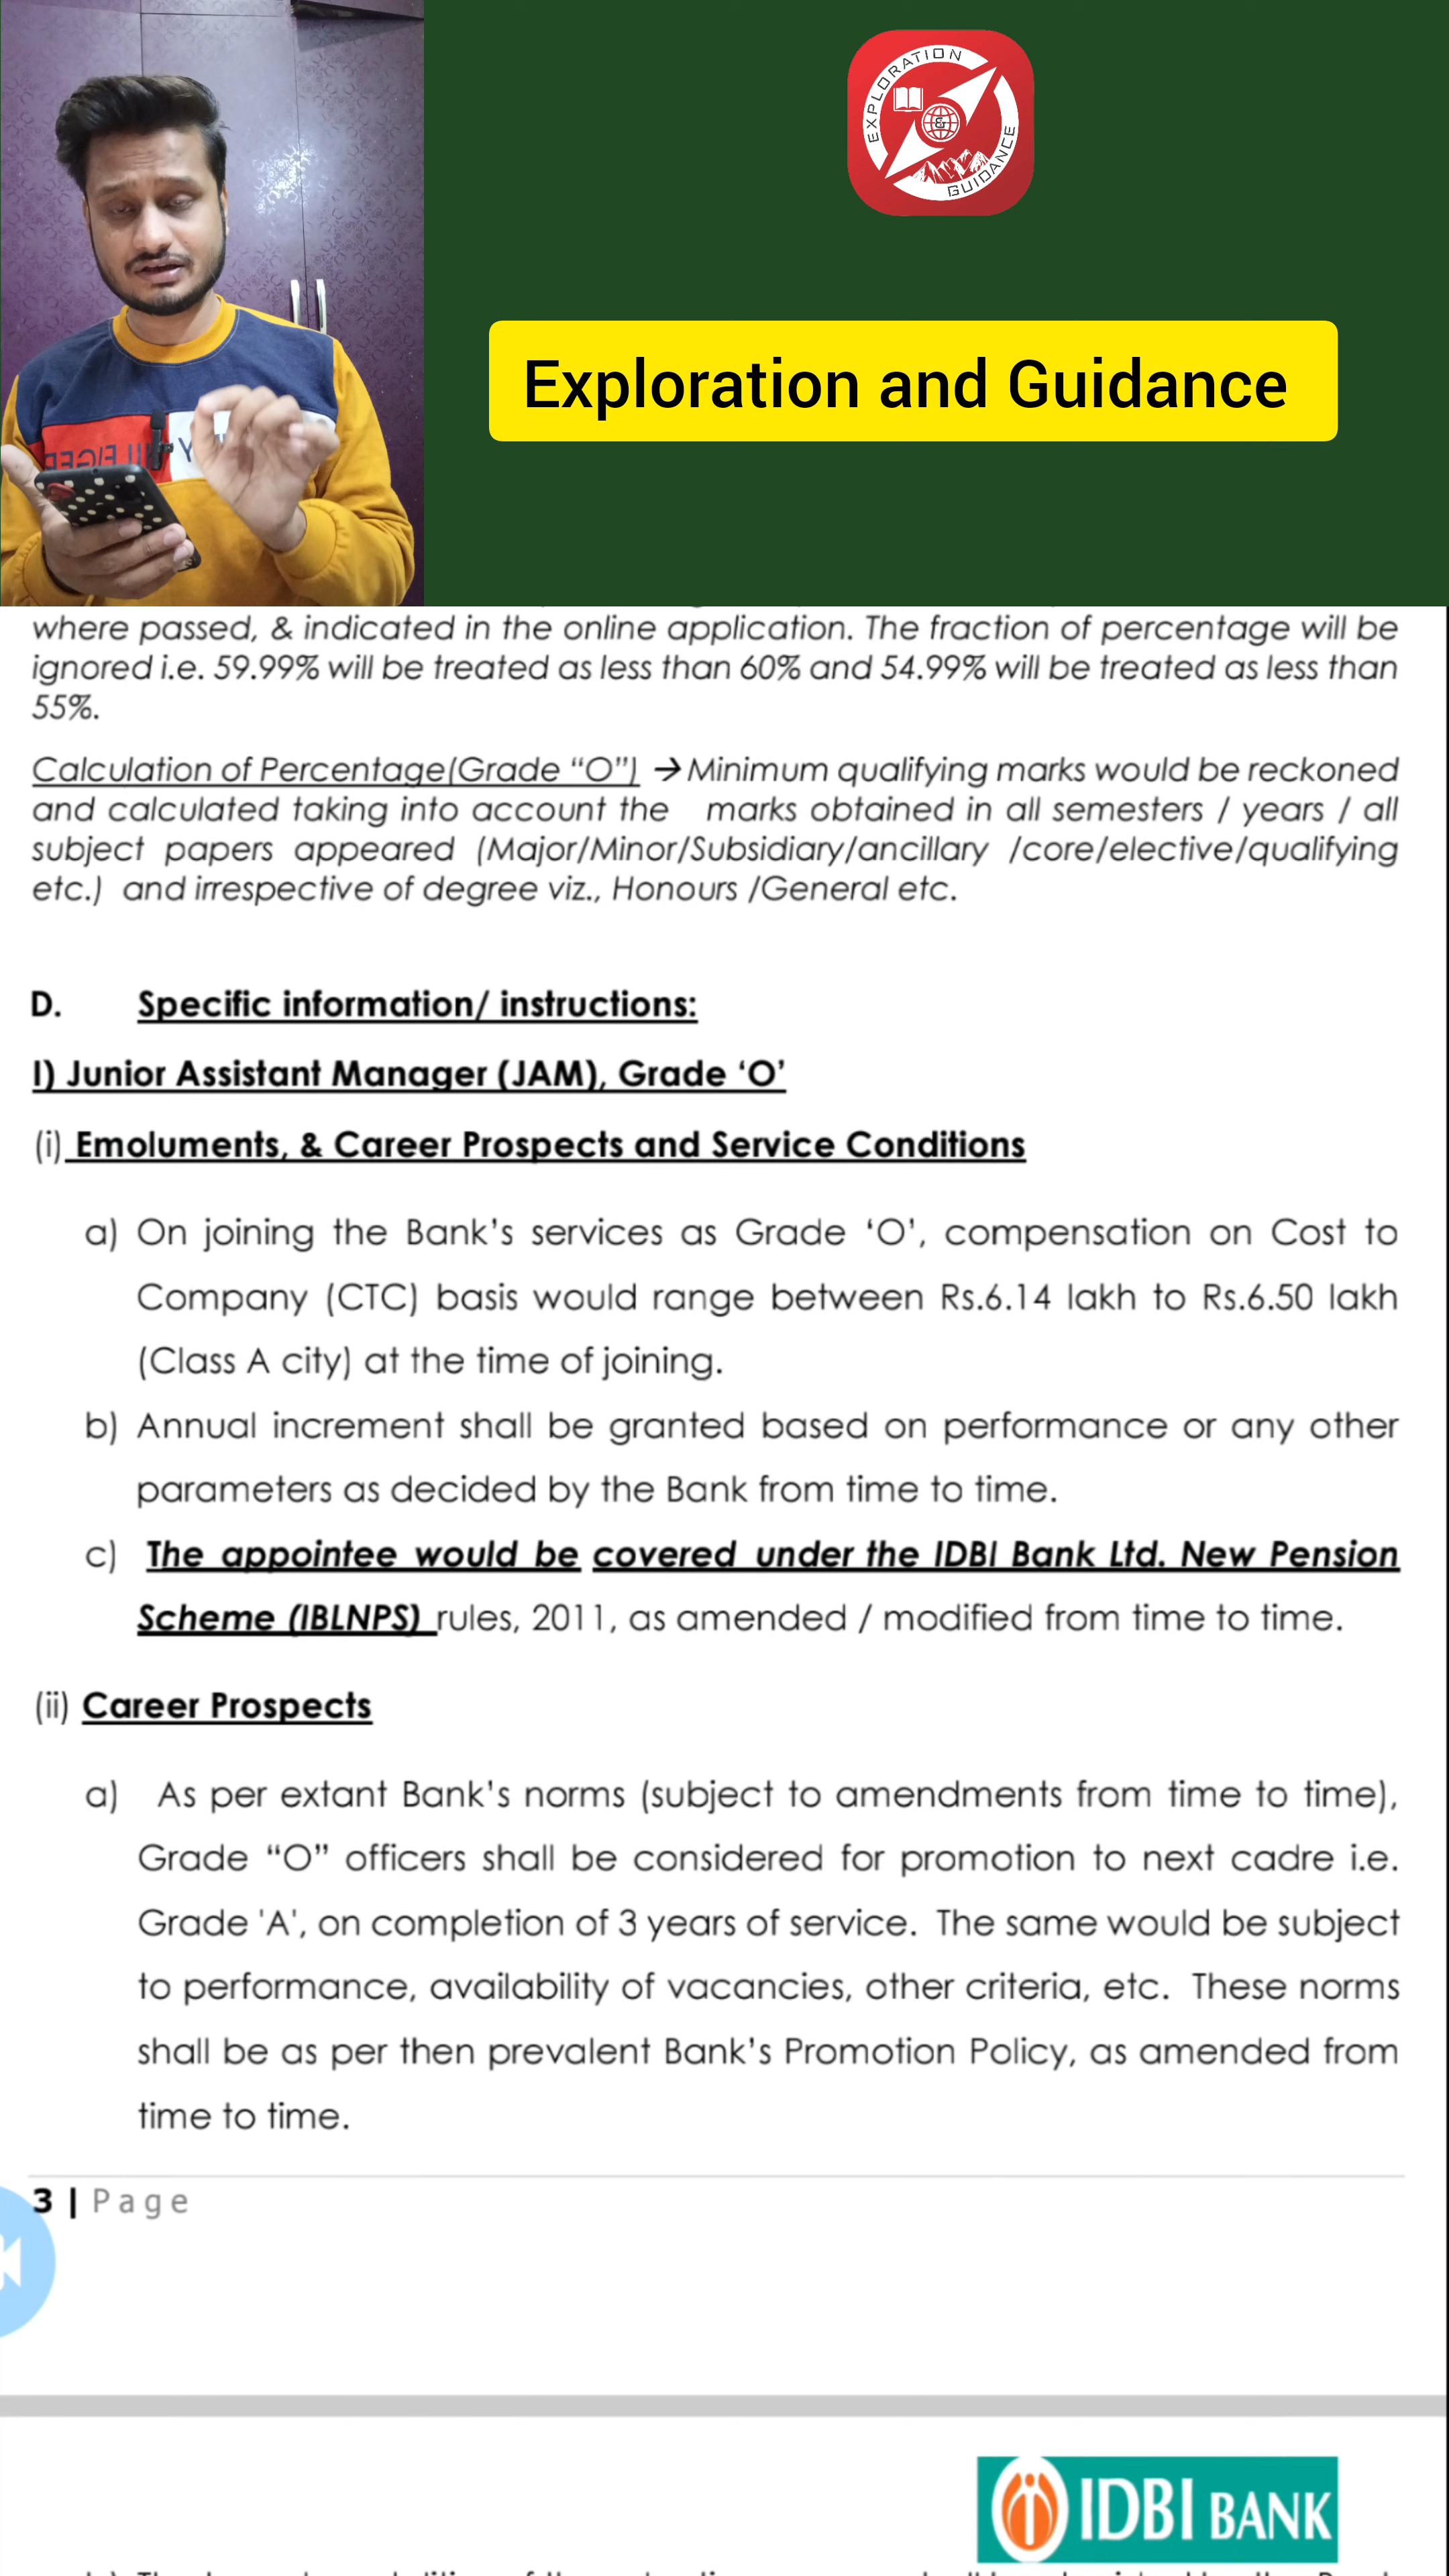 EXPLORATION
&
GUIDANCE
Exploration and Guidance
where passed, & indicated in the online application. The fraction of percentage will be
ignored i.e. 59.99% will be treated as less than 60% and 54.99% will be treated as less than
55%.
Calculation of Percentage(Grade “O”) → Minimum qualifying marks would be reckoned
and calculated taking into account the marks obtained in all semesters / years / all
subject papers appeared (Major/Minor/Subsidiary/ancillary /core/elective/qualifying
etc.) and irrespective of degree viz., Honours /General etc.
D. Specific information/ instructions:
I) Junior Assistant Manager (JAM), Grade ‘O’
(i) Emoluments, & Career Prospects and Service Conditions
a) On joining the Bank’s services as Grade ‘O’, compensation on Cost to
Company (CTC) basis would range between Rs.6.14 lakh to Rs.6.50 lakh
(Class A city) at the time of joining.
b) Annual increment shall be granted based on performance or any other
parameters as decided by the Bank from time to time.
c) The appointee would be covered under the IDBI Bank Ltd. New Pension
Scheme (IBLNPS) rules, 2011, as amended / modified from time to time.
(ii) Career Prospects
a) As per extant Bank’s norms (subject to amendments from time to time),
Grade “O” officers shall be considered for promotion to next cadre i.e.
Grade 'A', on completion of 3 years of service. The same would be subject
to performance, availability of vacancies, other criteria, etc. These norms
shall be as per then prevalent Bank’s Promotion Policy, as amended from
time to time.
3 | Page
IDBI BANK